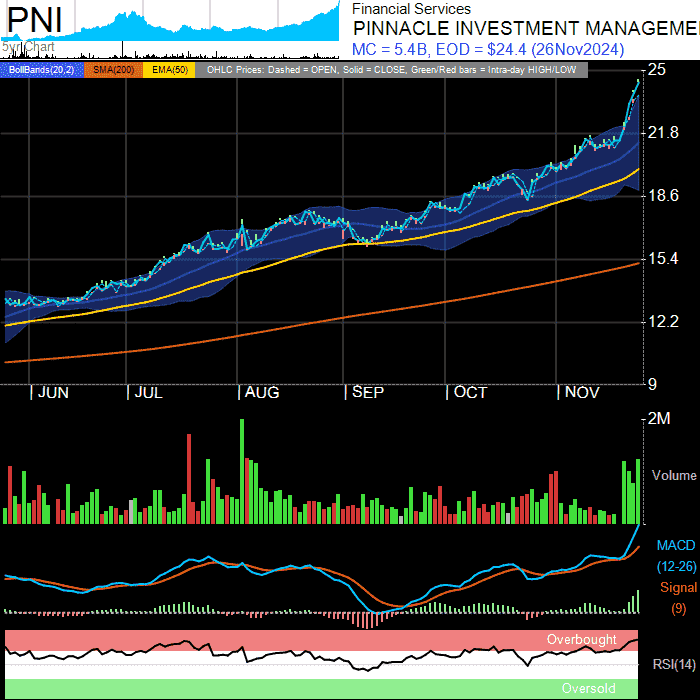 PNI
5yr Chart
Financial Services
PINNACLE INVESTMENT MANAGEME
MC = 5.4B, EOD = $24.4 (26Nov2024)
BollBands(20,2) SMA(200) EMA(50) OHLC Prices: Dashed = OPEN, Solid = CLOSE, Green/Red bars = Intra-day HIGH/LOW
25
21.8
18.6
15.4
12.2
9
JUN JUL AUG SEP OCT NOV
2M
Volume
MACD
(12-26)
Signal
(9)
Overbought
RSI(14)
Oversold